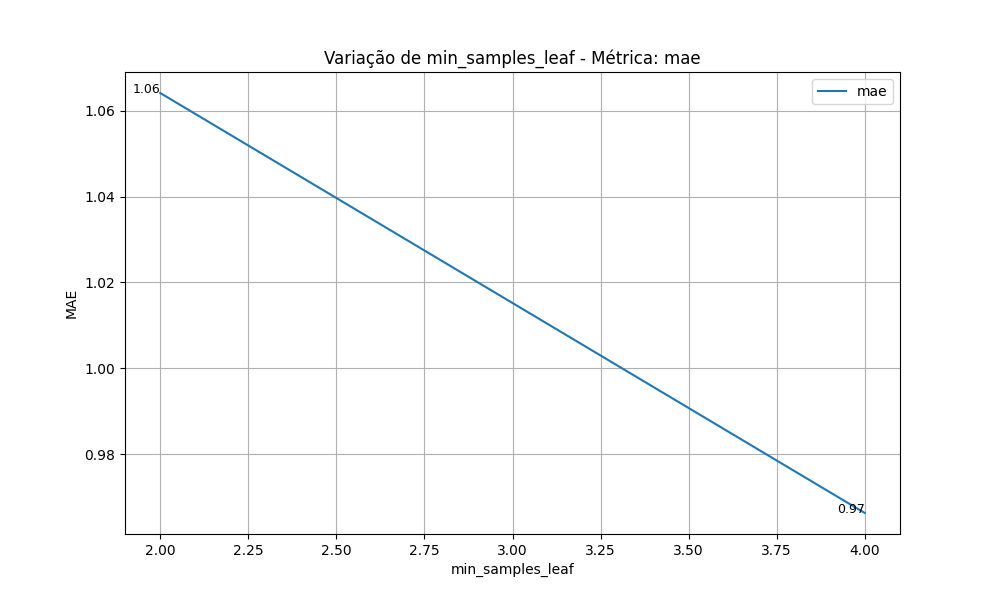 Variação de min_samples_leaf - Métrica: mae
mae
1.06
0.97
MAE
1.06
1.04
1.02
1.00
0.98
2.00 2.25 2.50 2.75 3.00 3.25 3.50 3.75 4.00
min_samples_leaf